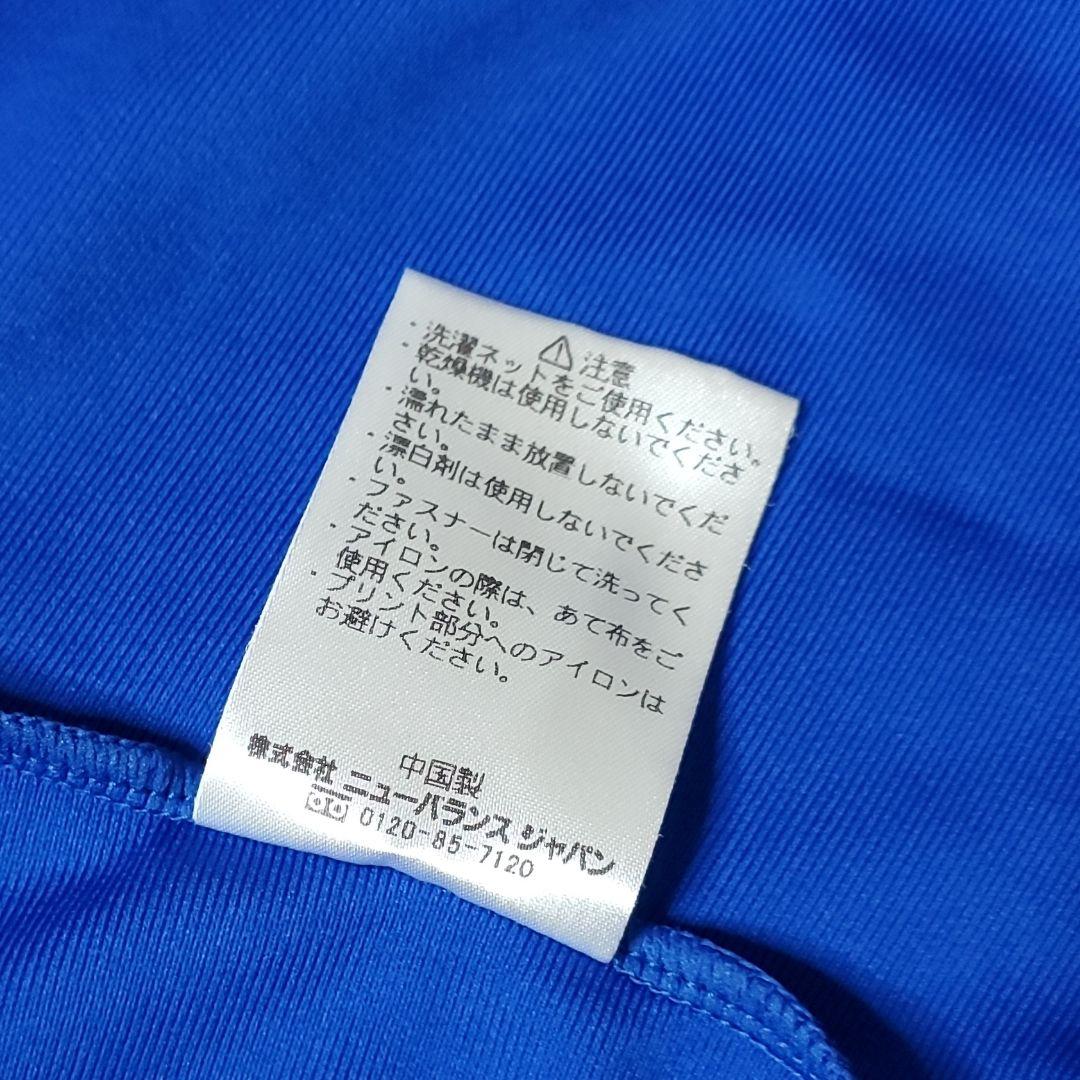 ⚠ 注意
・洗濯ネットをご使用ください。
・乾燥機は使用しないでくださ
い。
・濡れたまま放置しないでくだ
さい。
・漂白剤は使用しないでくださ
い。
・ファスナーは閉じて洗ってく
ださい。
・アイロンの際は、あて布をご
使用ください。
・プリント部分へのアイロンは
お避けください。
中国製
株式会社 ニューバランス ジャパン
0120-85-7120